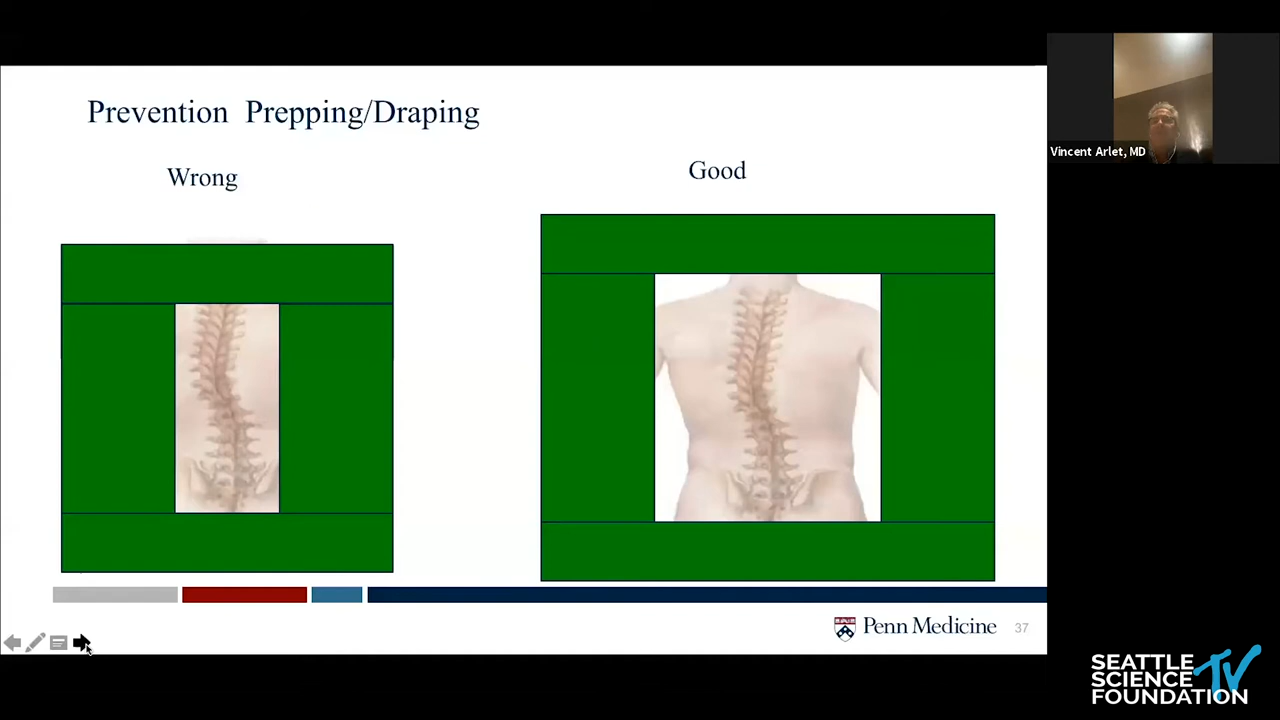 Prevention  Prepping/Draping
Wrong
Good
Vincent Arlet, MD
Penn Medicine
37
SEATTLE
SCIENCE TV
FOUNDATION